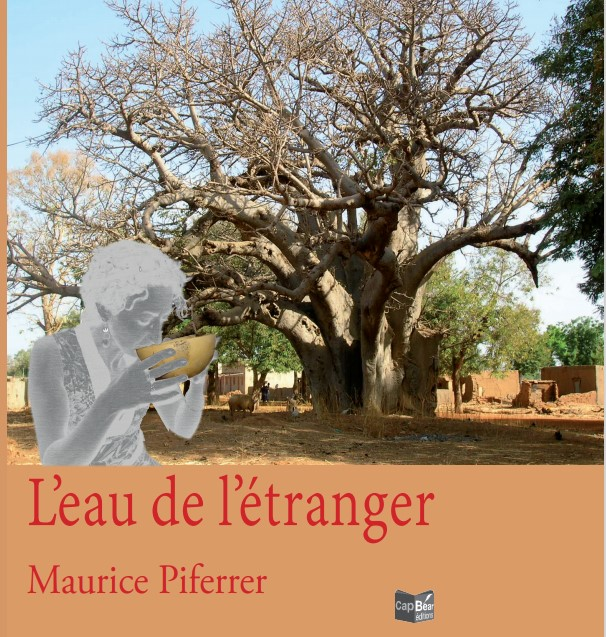 L'eau de l'étranger
Maurice Piferrer
Cap Bear
éditions